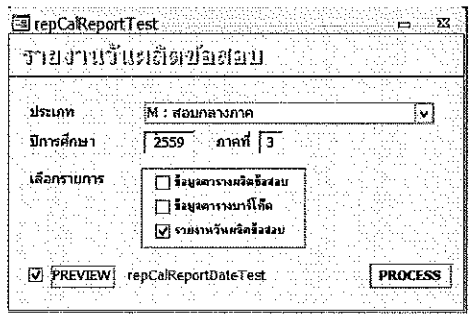 repCalReportTest
รายงานวันผลิตข้อสอบ
ประเภท M : สอบกลางภาค
ปีการศึกษา 2559 ภาคที่ 3
เลือกรายการ
ข้อมูลตารางผลิตข้อสอบ
ข้อมูลตารางบาร์โค๊ด
รายงานวันผลิตข้อสอบ
PREVIEW repCalReportDateTest PROCESS